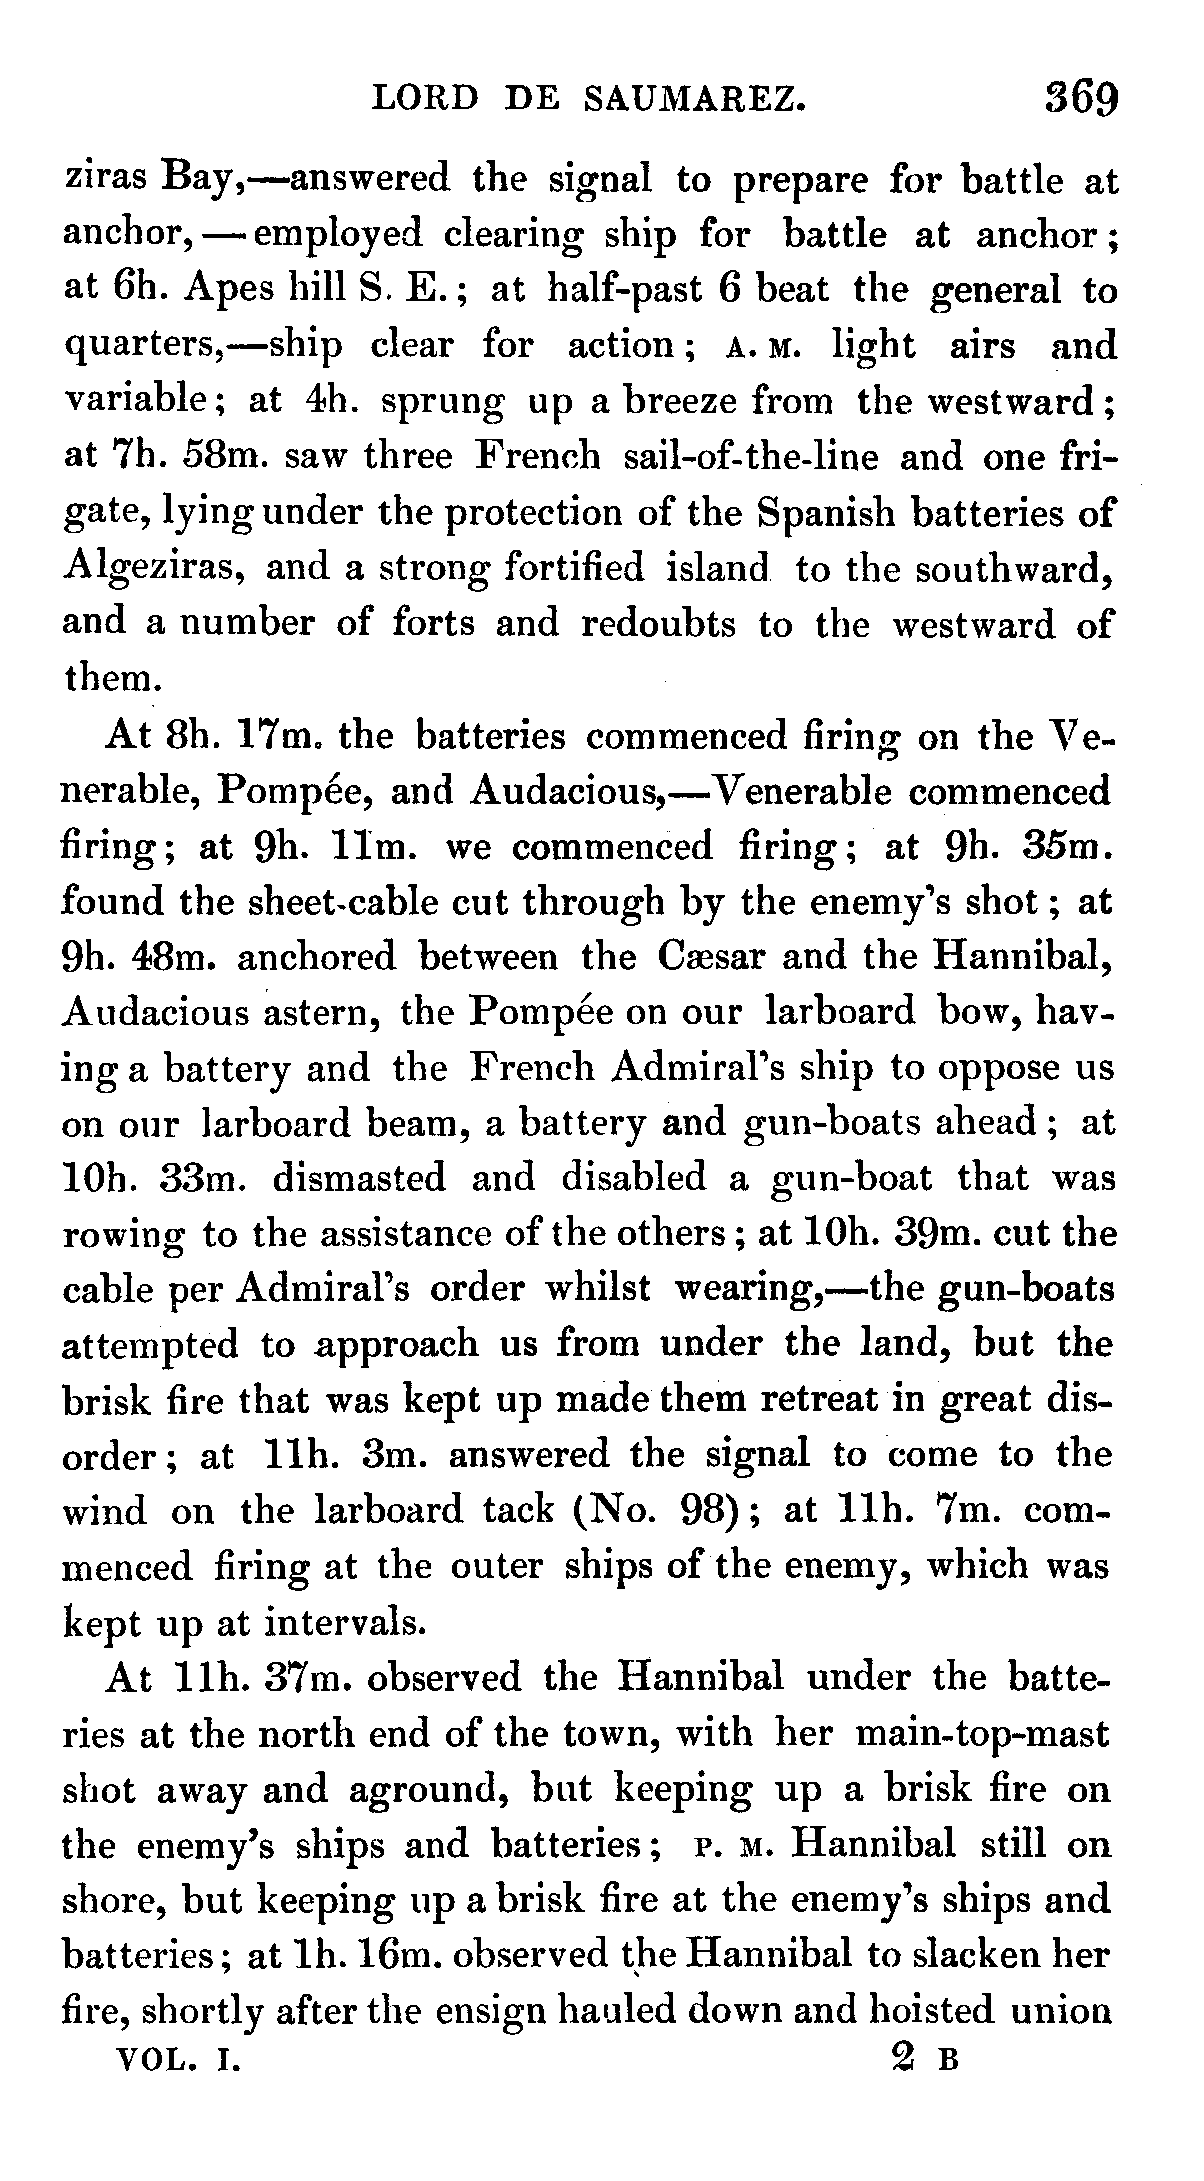 LORD DE SAUMAREZ. 369
ziras Bay,—answered the signal to prepare for battle at
anchor,—employed clearing ship for battle at anchor;
at 6h. Apes hill S. E.; at half-past 6 beat the general to
quarters,—ship clear for action; A. M. light airs and
variable; at 4h. sprung up a breeze from the westward;
at 7h. 58m. saw three French sail-of-the-line and one fri-
gate, lying under the protection of the Spanish batteries of
Algeziras, and a strong fortified island to the southward,
and a number of forts and redoubts to the westward of
them.
At 8h. 17m. the batteries commenced firing on the Ve-
nerable, Pompée, and Audacious,—Venerable commenced
firing; at 9h. 11m. we commenced firing; at 9h. 35m.
found the sheet-cable cut through by the enemy's shot; at
9h. 48m. anchored between the Cæsar and the Hannibal,
Audacious astern, the Pompée on our larboard bow, hav-
ing a battery and the French Admiral's ship to oppose us
on our larboard beam, a battery and gun-boats ahead; at
10h. 33m. dismasted and disabled a gun-boat that was
rowing to the assistance of the others; at 10h. 39m. cut the
cable per Admiral's order whilst wearing,—the gun-boats
attempted to approach us from under the land, but the
brisk fire that was kept up made them retreat in great dis-
order; at 11h. 3m. answered the signal to come to the
wind on the larboard tack (No. 98); at 11h. 7m. com-
menced firing at the outer ships of the enemy, which was
kept up at intervals.
At 11h. 37m. observed the Hannibal under the batte-
ries at the north end of the town, with her main-top-mast
shot away and aground, but keeping up a brisk fire on
the enemy's ships and batteries; P. M. Hannibal still on
shore, but keeping up a brisk fire at the enemy's ships and
batteries; at 1h. 16m. observed the Hannibal to slacken her
fire, shortly after the ensign hauled down and hoisted union
VOL. I. 2 B